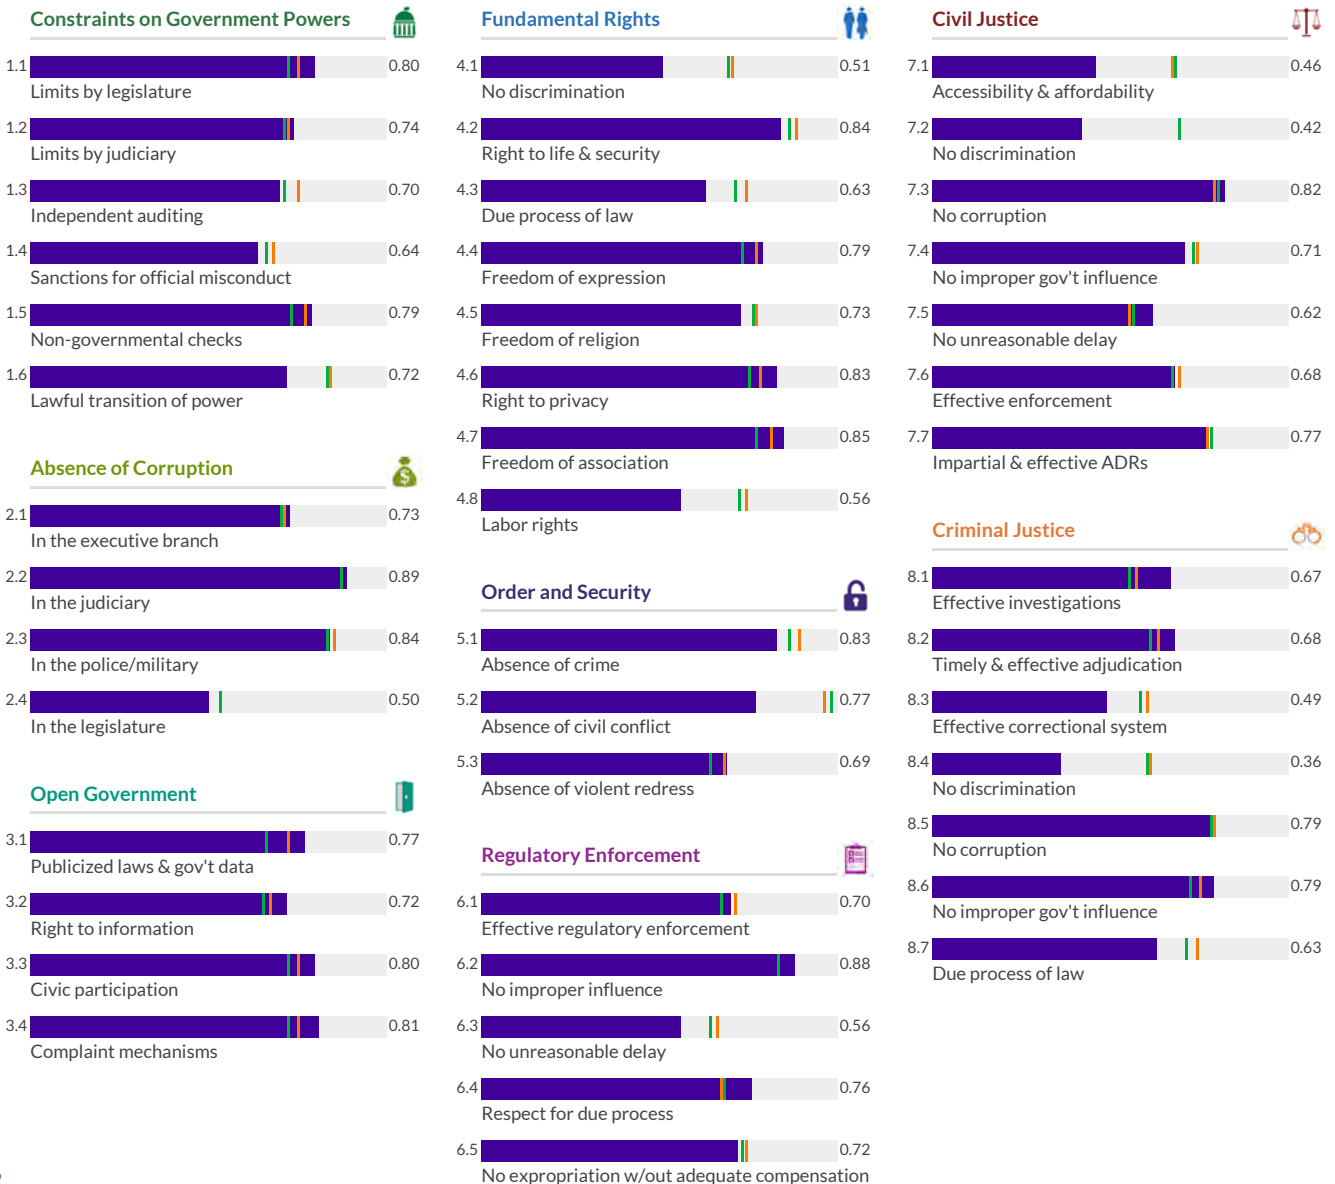 Constraints on Government Powers
1.1 0.80
Limits by legislature
1.2 0.74
Limits by judiciary
1.3 0.70
Independent auditing
1.4 0.64
Sanctions for official misconduct
1.5 0.79
Non-governmental checks
1.6 0.72
Lawful transition of power
Absence of Corruption
$
2.1 0.73
In the executive branch
2.2 0.89
In the judiciary
2.3 0.84
In the police/military
2.4 0.50
In the legislature
Open Government
3.1 0.77
Publicized laws & gov't data
3.2 0.72
Right to information
3.3 0.80
Civic participation
3.4 0.81
Complaint mechanisms
Fundamental Rights
4.1 0.51
No discrimination
4.2 0.84
Right to life & security
4.3 0.63
Due process of law
4.4 0.79
Freedom of expression
4.5 0.73
Freedom of religion
4.6 0.83
Right to privacy
4.7 0.85
Freedom of association
4.8 0.56
Labor rights
Order and Security
5.1 0.83
Absence of crime
5.2 0.77
Absence of civil conflict
5.3 0.69
Absence of violent redress
Regulatory Enforcement
6.1 0.70
Effective regulatory enforcement
6.2 0.88
No improper influence
6.3 0.56
No unreasonable delay
6.4 0.76
Respect for due process
6.5 0.72
No expropriation w/out adequate compensation
Civil Justice
7.1 0.46
Accessibility & affordability
7.2 0.42
No discrimination
7.3 0.82
No corruption
7.4 0.71
No improper gov't influence
7.5 0.62
No unreasonable delay
7.6 0.68
Effective enforcement
7.7 0.77
Impartial & effective ADRs
Criminal Justice
8.1 0.67
Effective investigations
8.2 0.68
Timely & effective adjudication
8.3 0.49
Effective correctional system
8.4 0.36
No discrimination
8.5 0.79
No corruption
8.6 0.79
No improper gov't influence
8.7 0.63
Due process of law